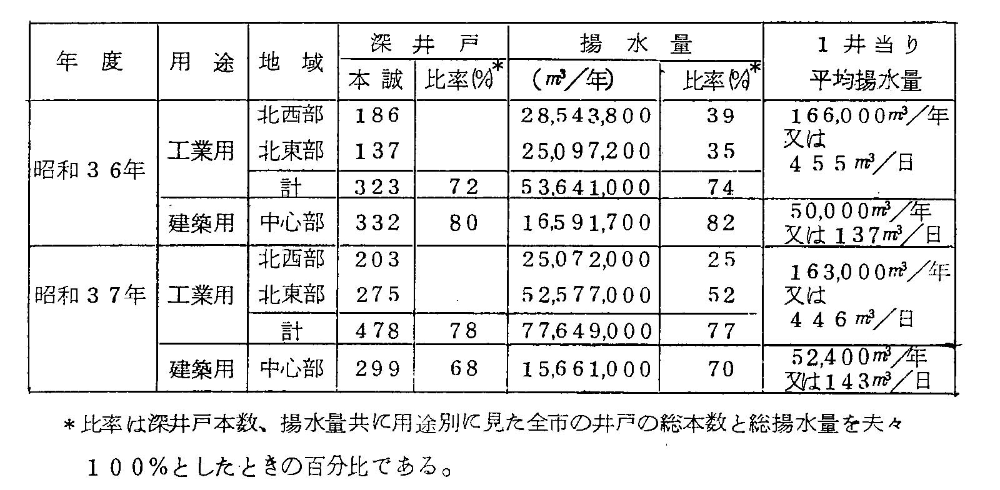 年度 用途 地域 深井戸 揚水量 1井当り
本誠 比率(%)* (m³/年) 比率(%)* 平均揚水量
昭和36年 工業用 北西部 186 28,543,800 39 166,000m³/年
又は
北東部 137 25,097,200 35 455m³/日
計 323 72 53,641,000 74
建築用 中心部 332 80 16,591,700 82 50,000m³/年
又は137m³/日
昭和37年 工業用 北西部 203 25,072,000 25 163,000m³/年
北東部 275 52,577,000 52 又は
計 478 78 77,649,000 77 446m³/日
建築用 中心部 299 68 15,661,000 70 52,400m³/年
又は143m³/日
*比率は深井戸本数、揚水量共に用途別に見た全市の井戸の総本数と総揚水量を夫々
100%としたときの百分比である。